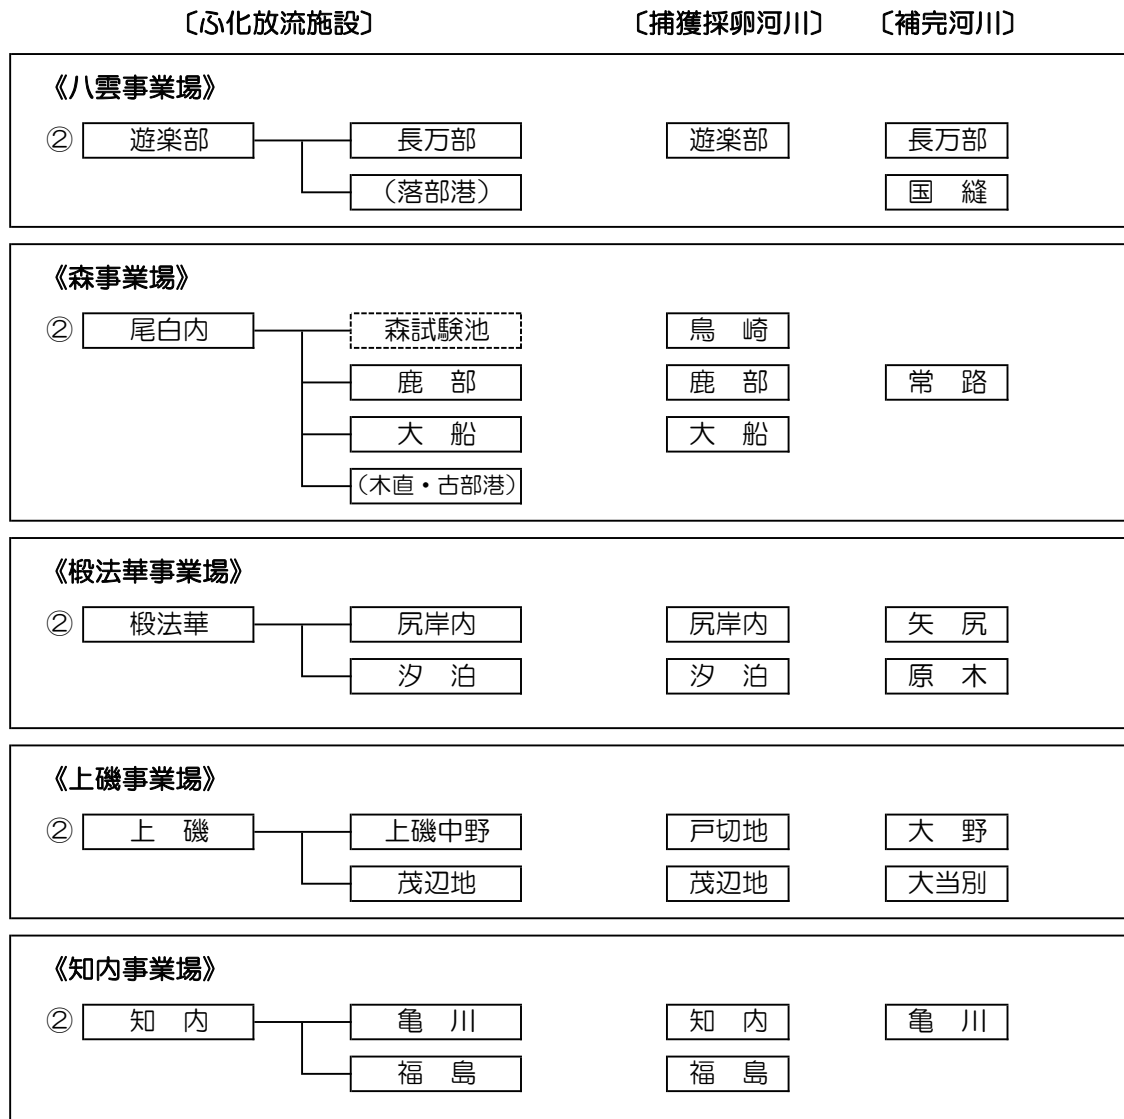 〔ふ化放流施設〕 〔捕獲採卵河川〕 〔補完河川〕
《八雲事業場》
② 遊楽部 長万部 遊楽部 長万部
（落部港） 国 縫
《森事業場》
② 尾白内 森試験池 鳥 崎
鹿 部 鹿 部 常 路
大 船 大 船
（木直・古部港）
《椴法華事業場》
② 椴法華 尻岸内 尻岸内 矢 尻
汐 泊 汐 泊 原 木
《上磯事業場》
② 上 磯 上磯中野 戸切地 大 野
茂辺地 茂辺地 大当別
《知内事業場》
② 知 内 亀 川 知 内 亀 川
福 島 福 島